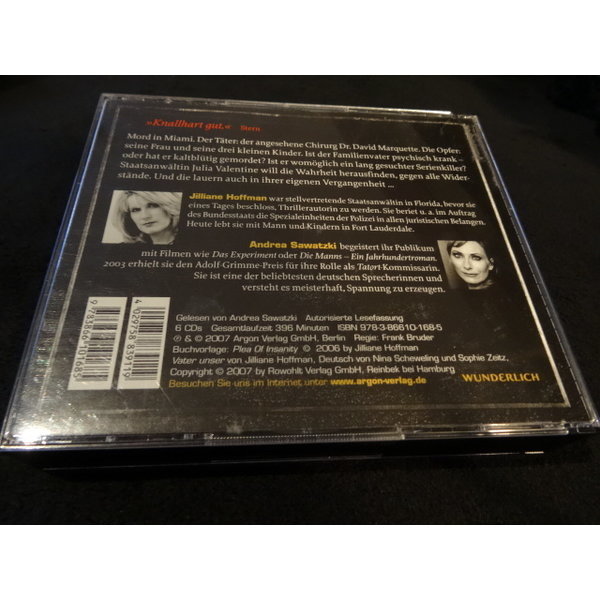 »Knallhart gut.« Stern
Mord in Miami. Der Täter: der angesehene Chirurg Dr. David Marquette. Die Opfer:
seine Frau und seine drei kleinen Kinder. Ist der Familienvater psychisch krank –
oder hat er kaltblütig gemordet? Ist er womöglich ein lang gesuchter Serienkiller?
Staatsanwältin Julia Valentine will die Wahrheit herausfinden, gegen alle Wider-
stände. Und die lauern auch in ihrer eigenen Vergangenheit ...
Jilliane Hoffman war stellvertretende Staatsanwältin in Florida, bevor sie
eines Tages beschloss, Thrillerautorin zu werden. Sie beriet u. a. im Auftrag
des Bundesstaats die Spezialeinheiten der Polizei in allen juristischen Belangen.
Heute lebt sie mit Mann und Kindern in Fort Lauderdale.
Andrea Sawatzki begeistert ihr Publikum
mit Filmen wie Das Experiment oder Die Manns – Ein Jahrhundertroman.
2003 erhielt sie den Adolf-Grimme-Preis für ihre Rolle als Tatort-Kommissarin.
Sie ist eine der beliebtesten deutschen Sprecherinnen und
versteht es meisterhaft, Spannung zu erzeugen.
Gelesen von Andrea Sawatzki Autorisierte Lesefassung
6 CDs Gesamtlaufzeit 396 Minuten ISBN 978-3-86610-168-5
℗ & © 2007 Argon Verlag GmbH, Berlin Regie: Frank Bruder
Buchvorlage: Plea Of Insanity © 2006 by Jilliane Hoffman
Vater unser von Jilliane Hoffman, Deutsch von Nina Scheweling und Sophie Zeitz,
Copyright © 2007 by Rowohlt Verlag GmbH, Reinbek bei Hamburg
Besuchen Sie uns im Internet unter www.argon-verlag.de
WUNDERLICH